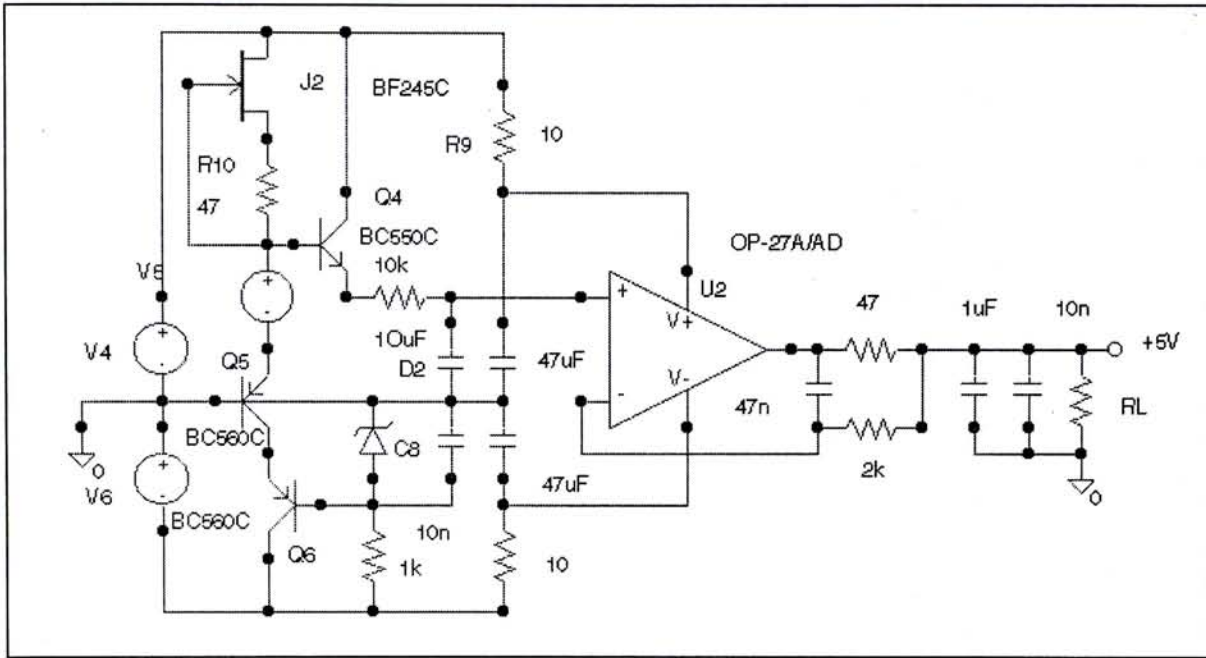 J2
BF245C
R9
10
R10
47
Q4
BC550C
OP-27A/AD
10k
U2
V5
V+
47
1uF
10n
+5V
10uF
V4
Q5
D2
47uF
V-
47n
RL
BC560C
C8
2k
0
V6
47uF
0
BC560C
Q6
10n
1k
10
+
-
+
-
+
-
+
-